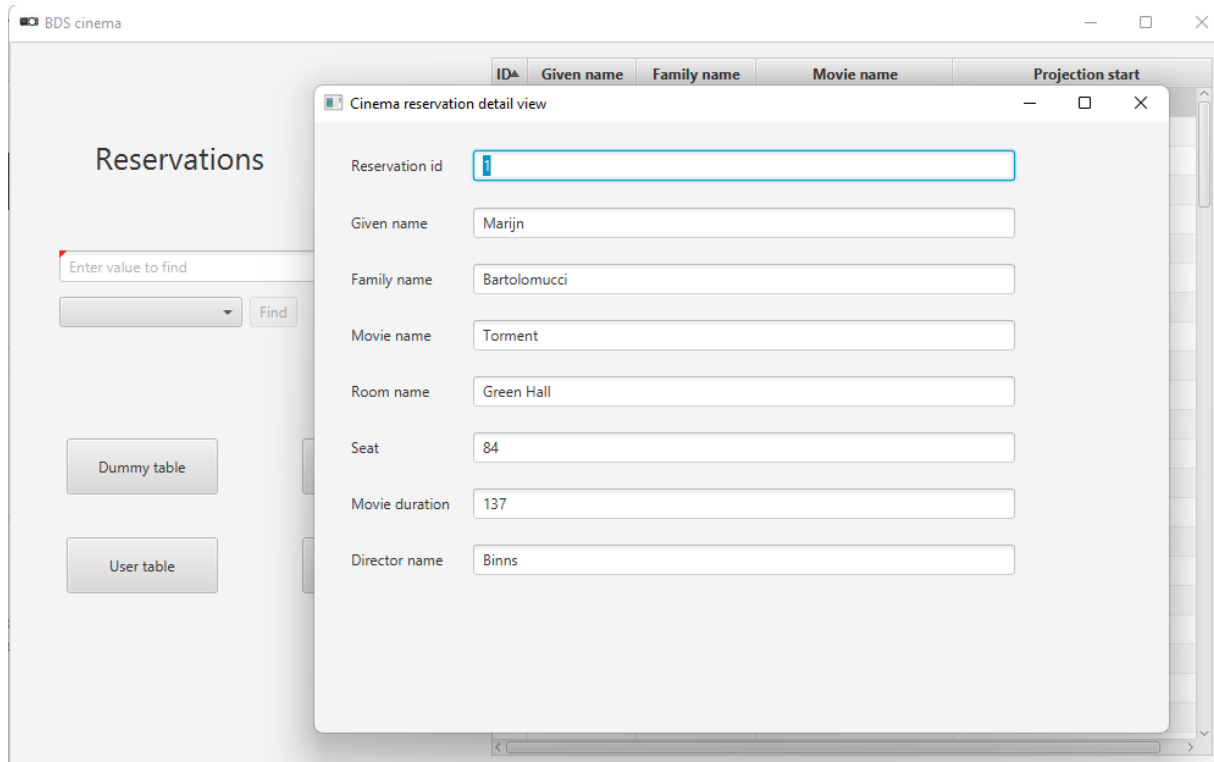 BDS cinema
ID Given name Family name Movie name Projection start
Cinema reservation detail view
Reservations
Reservation id 1
Given name Marijn
Enter value to find
Family name Bartolomucci
Find
Movie name Torment
Room name Green Hall
Seat 84
Dummy table
Movie duration 137
User table
Director name Binns